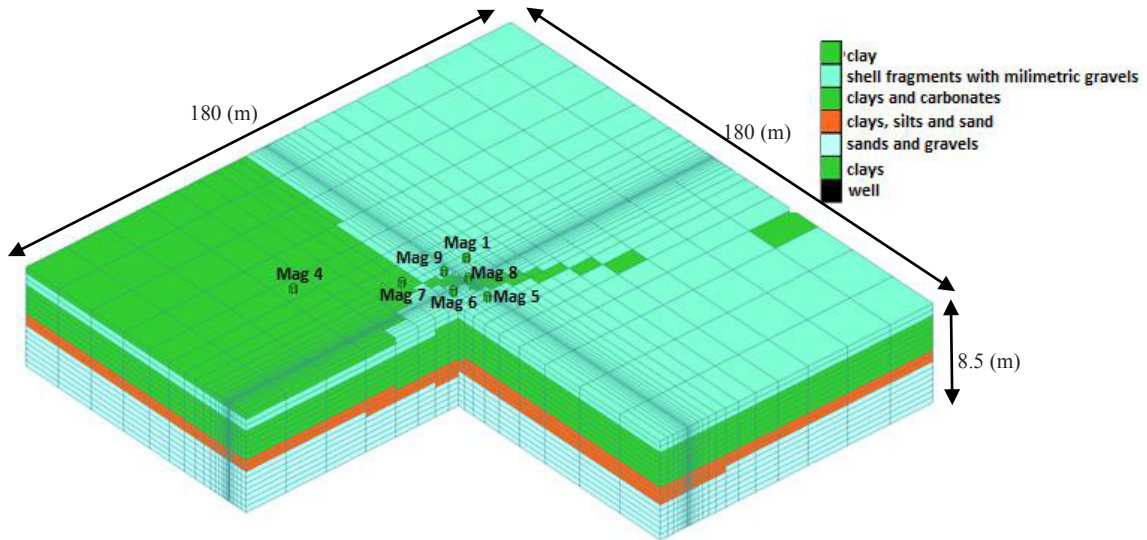 180 (m)
180 (m)
clay
shell fragments with milimetric gravels
clays and carbonates
clays, silts and sand
sands and gravels
clays
well
Mag 1
Mag 9
Mag 8
Mag 4
Mag 7
Mag 6
Mag 5
8.5 (m)